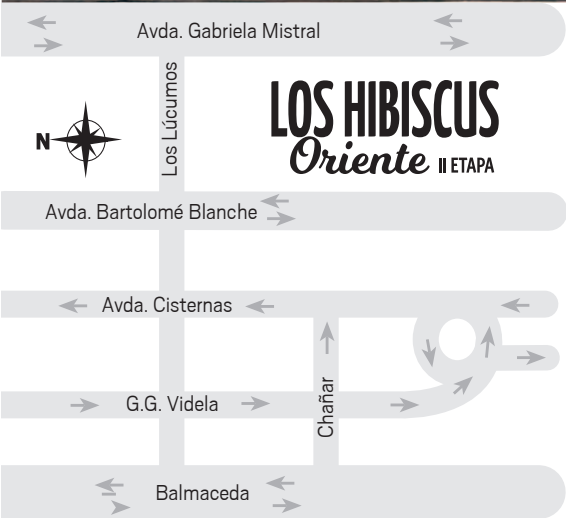 Avda. Gabriela Mistral
Los Lúcumos
LOS HIBISCUS
Oriente II ETAPA
N
Avda. Bartolomé Blanche
Avda. Cisternas
G.G. Videla
Chañar
Balmaceda